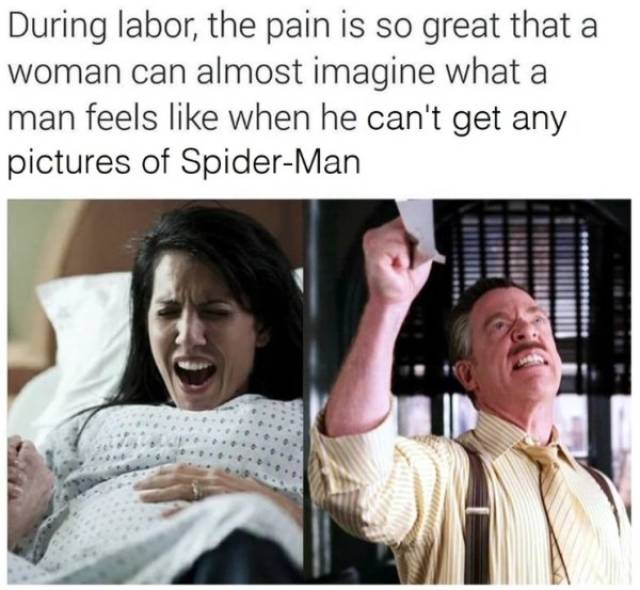 During labor, the pain is so great that a
woman can almost imagine what a
man feels like when he can't get any
pictures of Spider-Man